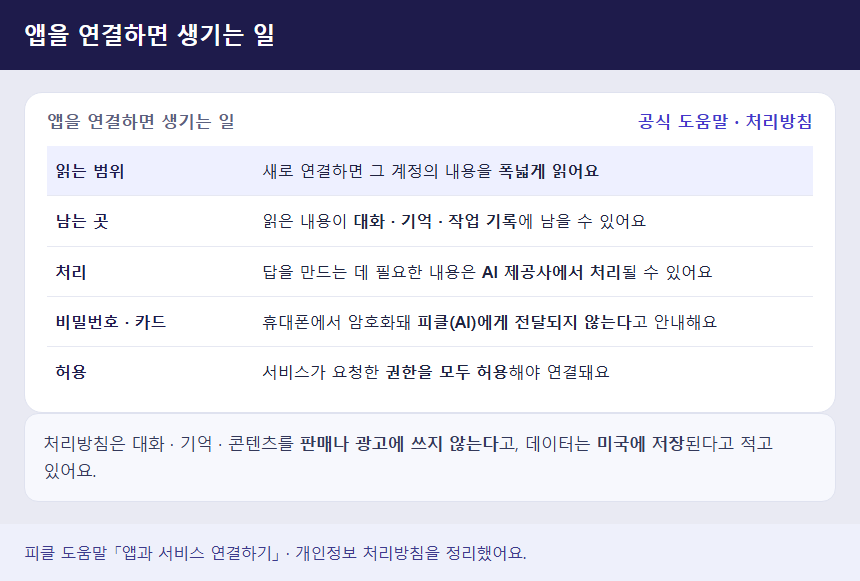 앱을 연결하면 생기는 일
앱을 연결하면 생기는 일
공식 도움말 · 처리방침
읽는 범위
새로 연결하면 그 계정의 내용을 폭넓게 읽어요
남는 곳
읽은 내용이 대화 · 기억 · 작업 기록에 남을 수 있어요
처리
답을 만드는 데 필요한 내용은 AI 제공사에서 처리될 수 있어요
비밀번호 · 카드
휴대폰에서 암호화돼 피클(AI)에게 전달되지 않는다고 안내해요
허용
서비스가 요청한 권한을 모두 허용해야 연결돼요
처리방침은 대화 · 기억 · 콘텐츠를 판매나 광고에 쓰지 않는다고, 데이터는 미국에 저장된다고 적고
있어요.
피클 도움말 「앱과 서비스 연결하기」 · 개인정보 처리방침을 정리했어요.